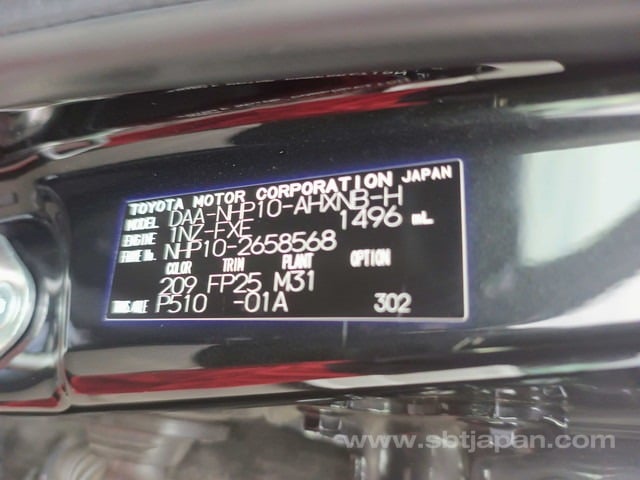 TOYOTA MOTOR CORPORATION JAPAN
MODEL DAA-NHP10-AHXNB-H
ENGINE 1NZ-FXE 1496 mL
FRAME No. NHP10-2658568
COLOR TRIM PLANT OPTION
209 FP25 M31
TRANS/AXLE P510 -01A 302
www.sbtjapan.com